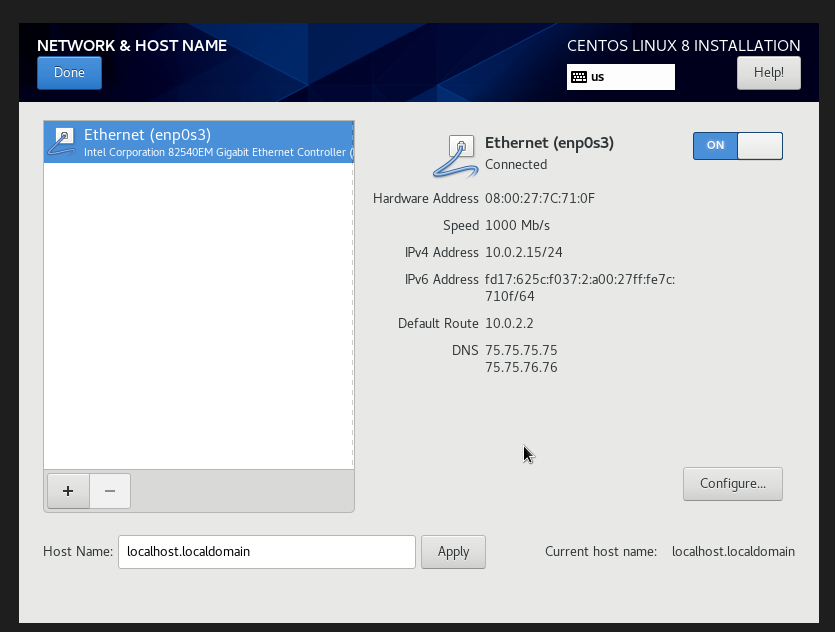 NETWORK & HOST NAME
CENTOS LINUX 8 INSTALLATION
Done
us
Help!
Ethernet (enp0s3)
Intel Corporation 82540EM Gigabit Ethernet Controller (
Ethernet (enp0s3)
Connected
ON
Hardware Address 08:00:27:7C:71:0F
Speed 1000 Mb/s
IPv4 Address 10.0.2.15/24
IPv6 Address fd17:625c:f037:2:a00:27ff:fe7c:
710f/64
Default Route 10.0.2.2
DNS 75.75.75.75
75.75.76.76
+ −
Configure...
Host Name: localhost.localdomain Apply Current host name: localhost.localdomain